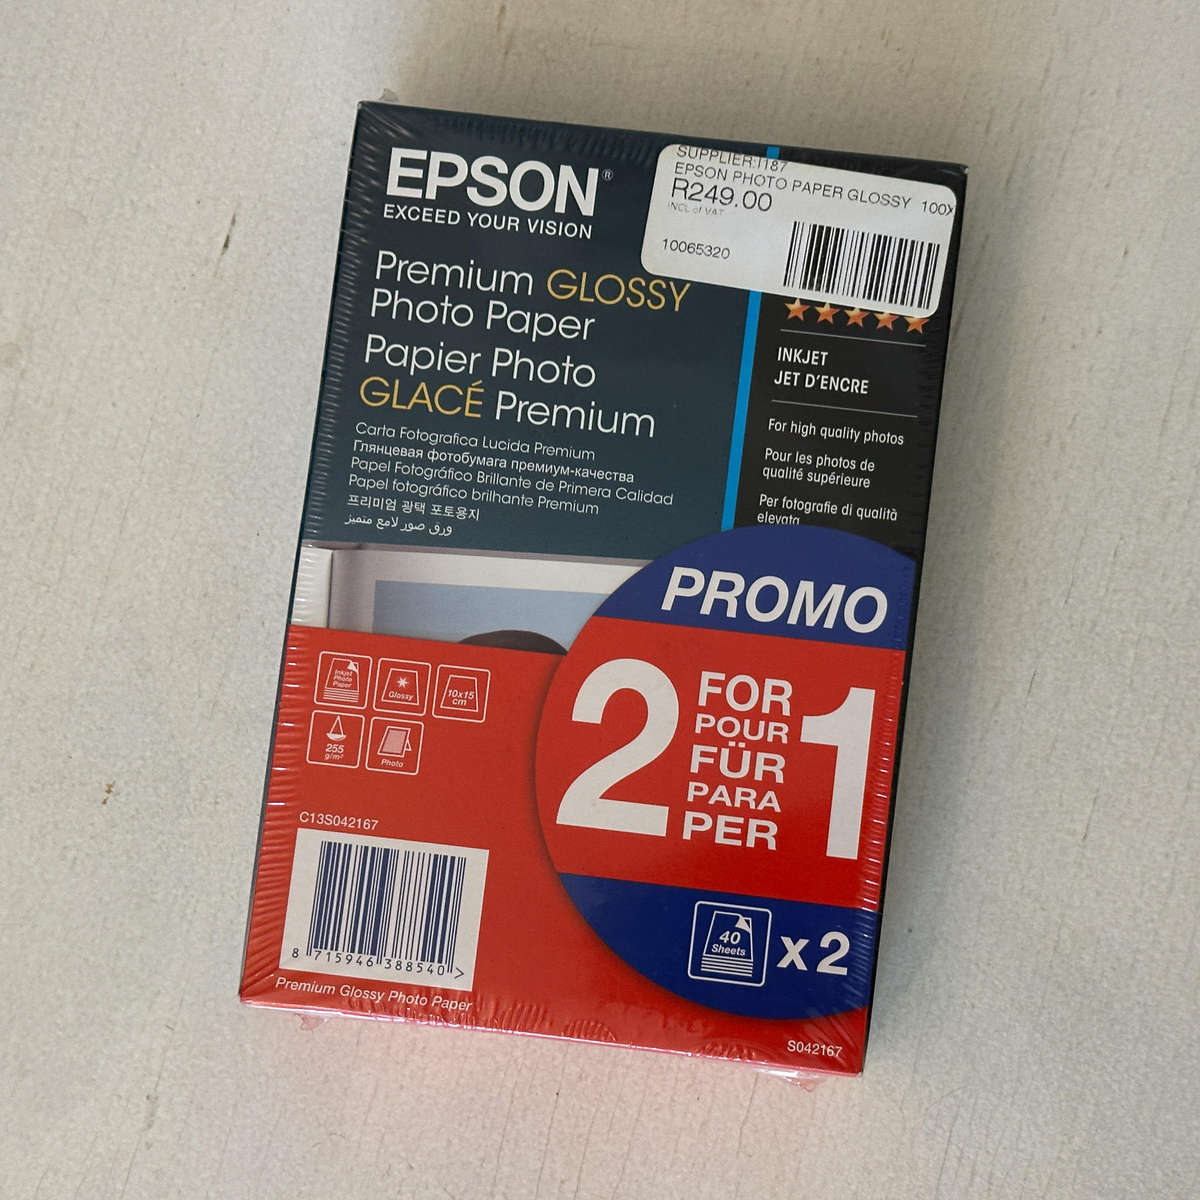 SUPPLIER:1187
EPSON PHOTO PAPER GLOSSY 100X
R249.00
INCL of VAT
10065320
EPSON®
EXCEED YOUR VISION
Premium GLOSSY
Photo Paper
Papier Photo
GLACÉ Premium
Carta Fotografica Lucida Premium
Глянцевая фотобумага премиум-качества
Papel Fotográfico Brillante de Primera Calidad
Papel fotográfico brilhante Premium
프리미엄 광택 포토용지
ورق صور لامع متميز
INKJET
JET D'ENCRE
For high quality photos
Pour les photos de
qualité supérieure
Per fotografie di qualità
elevata
PROMO
2 FOR 1
POUR
FÜR
PARA
PER
40
Sheets
x2
Inkjet
Photo
Paper
Glossy
10x15
cm
255
g/m²
Photo
C13S042167
8 715946 388540 >
Premium Glossy Photo Paper
S042167